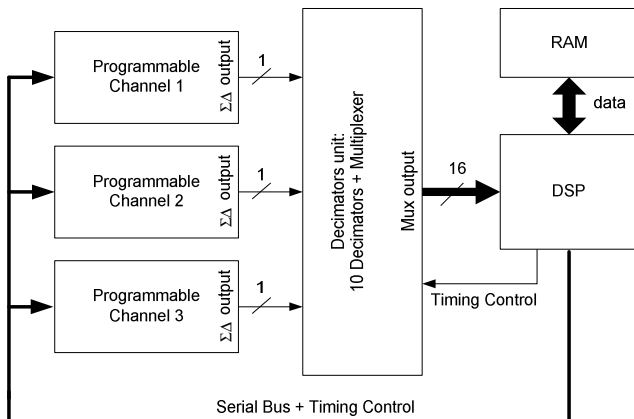 Programmable
Channel 1
ΣΔ output
1
Programmable
Channel 2
ΣΔ output
1
Programmable
Channel 3
ΣΔ output
1
Decimators unit:
10 Decimators + Multiplexer
Mux output
16
RAM
data
DSP
Timing Control
Serial Bus + Timing Control